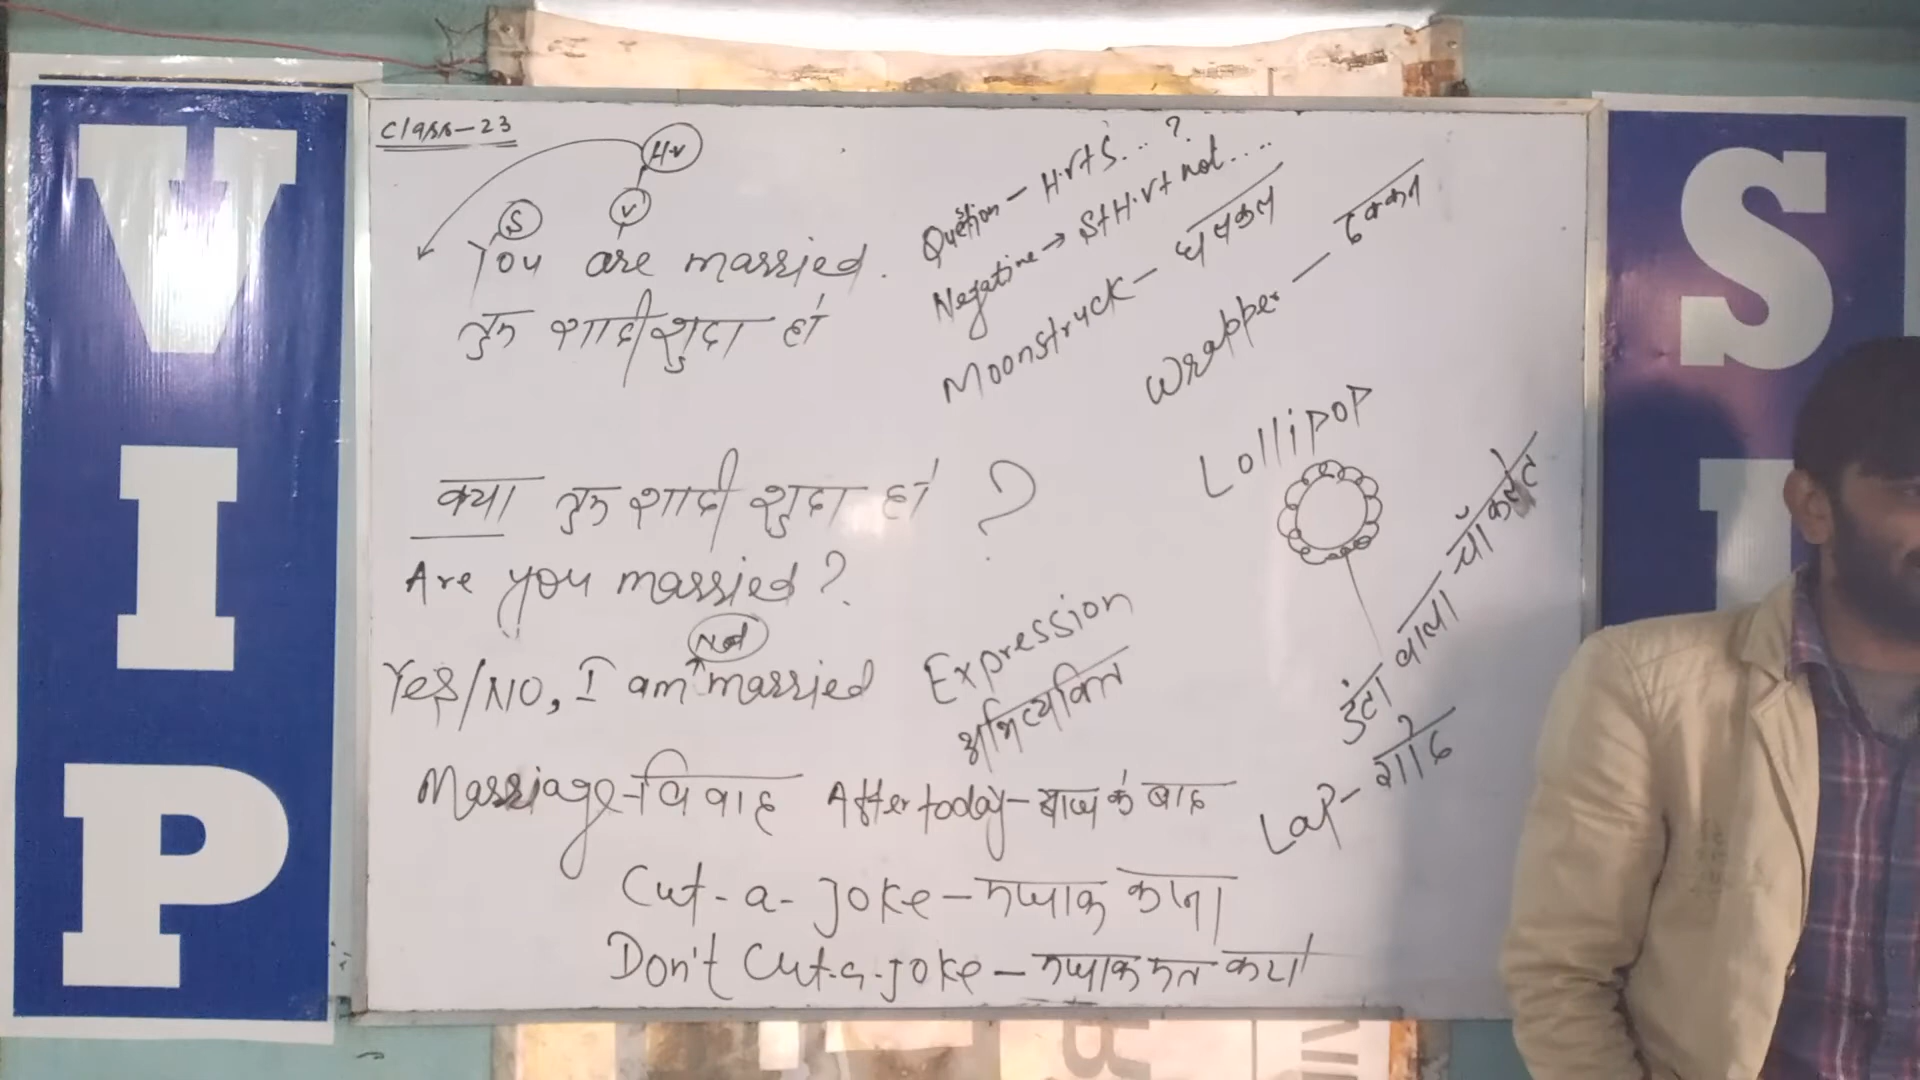 VIP
S
Class-23
H.v
S
V
You are married.
तुम शादीशुदा हो
क्या तुम शादी शुदा हो ?
Are you married?
Not
Yes/NO, I am married
Marriage-विवाह
After today-आज के बाद
Cut-a-Joke-मजाक करना
Don't Cut-a-joke-मजाक मत करो
Question - H.v+S...?
Negative → S+H.v+not....
Moonstruck-
Wrapper-ढक्कन
Lollipop
डंटा वाला चॉकलेट
Expression
अभिव्यक्ति
Lap-गोद